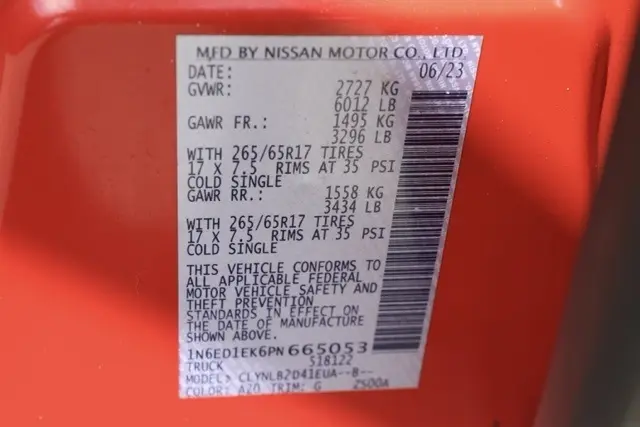 MFD BY NISSAN MOTOR CO., LTD.
DATE: 06/23
GVWR: 2727 KG
6012 LB
GAWR FR.: 1495 KG
3296 LB
WITH 265/65R17 TIRES
17 X 7.5 RIMS AT 35 PSI
COLD SINGLE
GAWR RR.: 1558 KG
3434 LB
WITH 265/65R17 TIRES
17 X 7.5 RIMS AT 35 PSI
COLD SINGLE
THIS VEHICLE CONFORMS TO
ALL APPLICABLE FEDERAL
MOTOR VEHICLE SAFETY AND
THEFT PREVENTION
STANDARDS IN EFFECT ON
THE DATE OF MANUFACTURE
SHOWN ABOVE.
1N6ED1EK6PN665053
TRUCK 518122
MODEL: CLYNLB2D41EUA--B--
COLOR: A20 TRIM: G 2500A